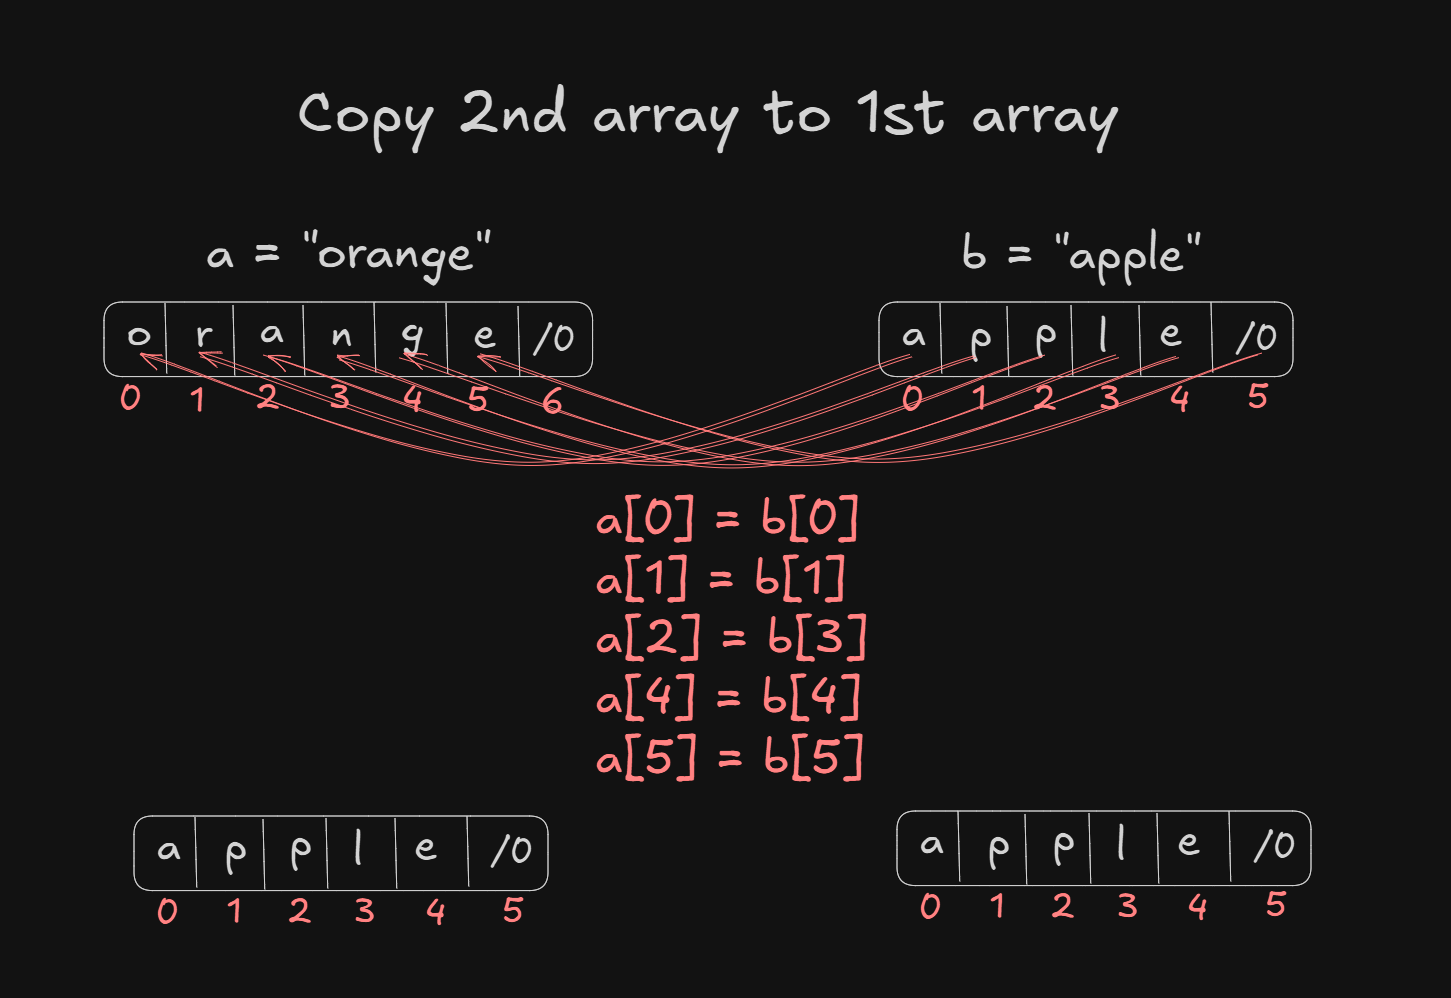 Copy 2nd array to 1st array
a = "orange"
b = "apple"
o r a n g e /0
a p p l e /0
0 1 2 3 4 5 6
0 1 2 3 4 5
a[0] = b[0]
a[1] = b[1]
a[2] = b[3]
a[4] = b[4]
a[5] = b[5]
a p p l e /0
a p p l e /0
0 1 2 3 4 5
0 1 2 3 4 5